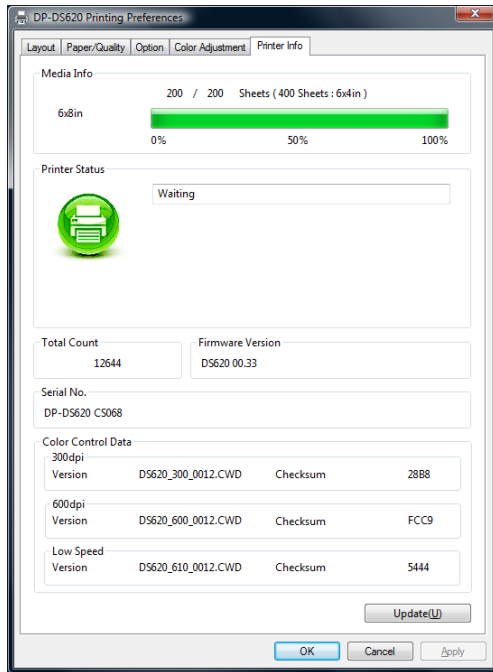 DP-DS620 Printing Preferences
Layout Paper/Quality Option Color Adjustment Printer Info
Media Info
200 / 200 Sheets ( 400 Sheets : 6x4in )
6x8in
0% 50% 100%
Printer Status
Waiting
Total Count Firmware Version
12644 DS620 00.33
Serial No.
DP-DS620 CS068
Color Control Data
300dpi
Version DS620_300_0012.CWD Checksum 28B8
600dpi
Version DS620_600_0012.CWD Checksum FCC9
Low Speed
Version DS620_610_0012.CWD Checksum 5444
Update(U)
OK Cancel Apply